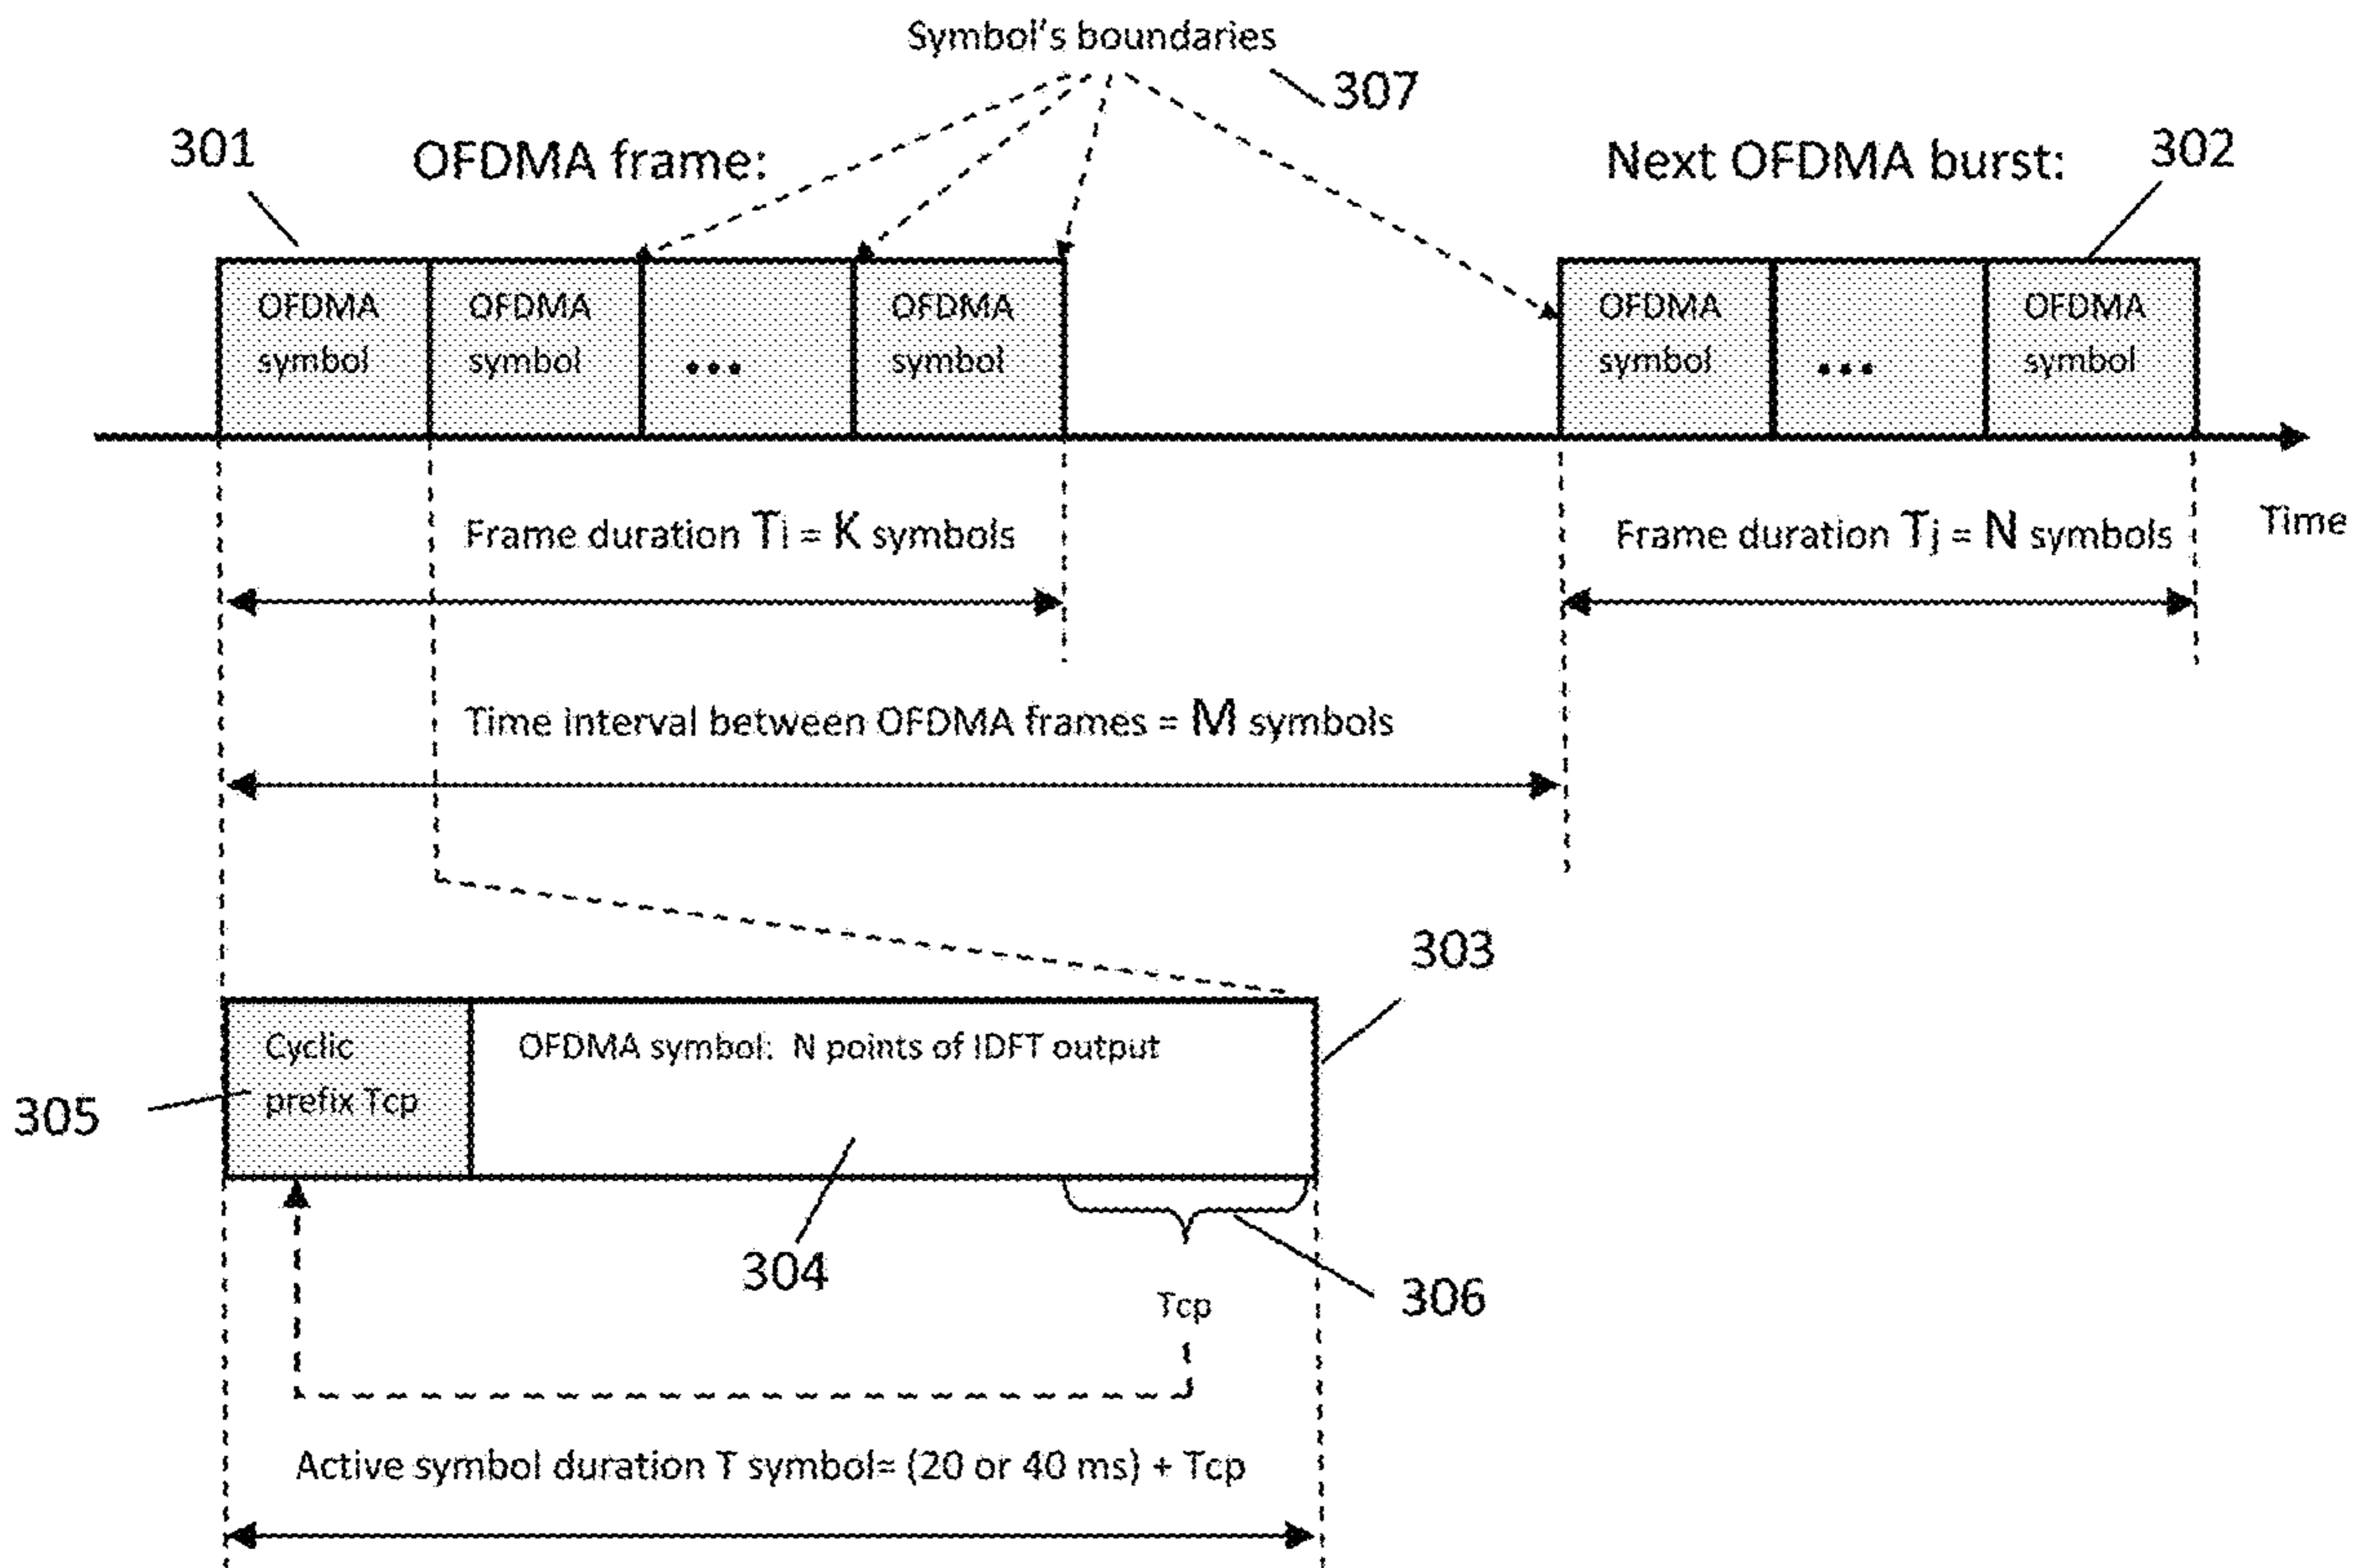 Symbol's boundaries
307
301
OFDMA frame:
Next OFDMA burst:
302
OFDMA
symbol
OFDMA
symbol
...
OFDMA
symbol
OFDMA
symbol
...
OFDMA
symbol
Frame duration Ti = K symbols
Frame duration Tj = N symbols
Time
Time interval between OFDMA frames = M symbols
303
Cyclic
prefix Tcp
OFDMA symbol: N points of IDFT output
305
304
306
Tcp
Active symbol duration T symbol= (20 or 40 ms) + Tcp